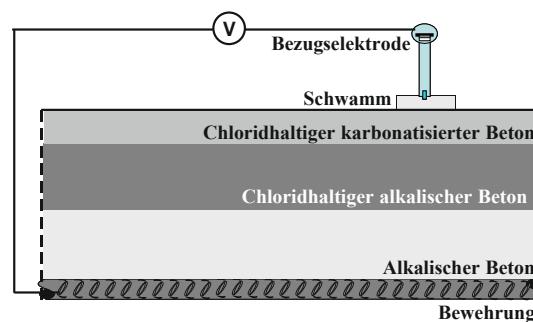 V
Bezugselektrode
Schwamm
Chloridhaltiger karbonatisierter Beton
Chloridhaltiger alkalischer Beton
Alkalischer Beton
Bewehrung